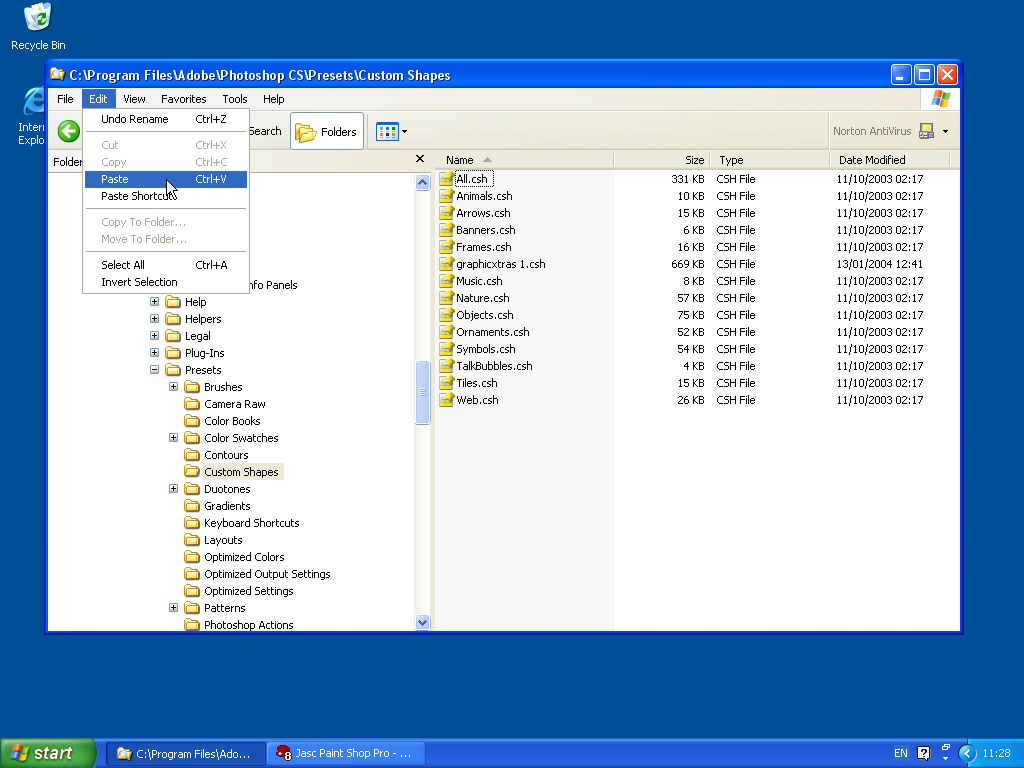 Recycle Bin
C:\Program Files\Adobe\Photoshop CS\Presets\Custom Shapes
File Edit View Favorites Tools Help
Inter
Explo
Undo Rename Ctrl+Z
Cut Ctrl+X
Copy Ctrl+C
Paste Ctrl+V
Paste Shortcut
Copy To Folder...
Move To Folder...
Select All Ctrl+A
Invert Selection
Search Folders Norton AntiVirus
Folder
Name Size Type Date Modified
All.csh 331 KB CSH File 11/10/2003 02:17
Animals.csh 10 KB CSH File 11/10/2003 02:17
Arrows.csh 15 KB CSH File 11/10/2003 02:17
Banners.csh 6 KB CSH File 11/10/2003 02:17
Frames.csh 16 KB CSH File 11/10/2003 02:17
graphicxtras 1.csh 669 KB CSH File 13/01/2004 12:41
Music.csh 8 KB CSH File 11/10/2003 02:17
Nature.csh 57 KB CSH File 11/10/2003 02:17
Objects.csh 75 KB CSH File 11/10/2003 02:17
Ornaments.csh 52 KB CSH File 11/10/2003 02:17
Symbols.csh 54 KB CSH File 11/10/2003 02:17
TalkBubbles.csh 4 KB CSH File 11/10/2003 02:17
Tiles.csh 15 KB CSH File 11/10/2003 02:17
Web.csh 26 KB CSH File 11/10/2003 02:17
nfo Panels
Help
Helpers
Legal
Plug-Ins
Presets
Brushes
Camera Raw
Color Books
Color Swatches
Contours
Custom Shapes
Duotones
Gradients
Keyboard Shortcuts
Layouts
Optimized Colors
Optimized Output Settings
Optimized Settings
Patterns
Photoshop Actions
start C:\Program Files\Ado... Jasc Paint Shop Pro - ... EN 11:28